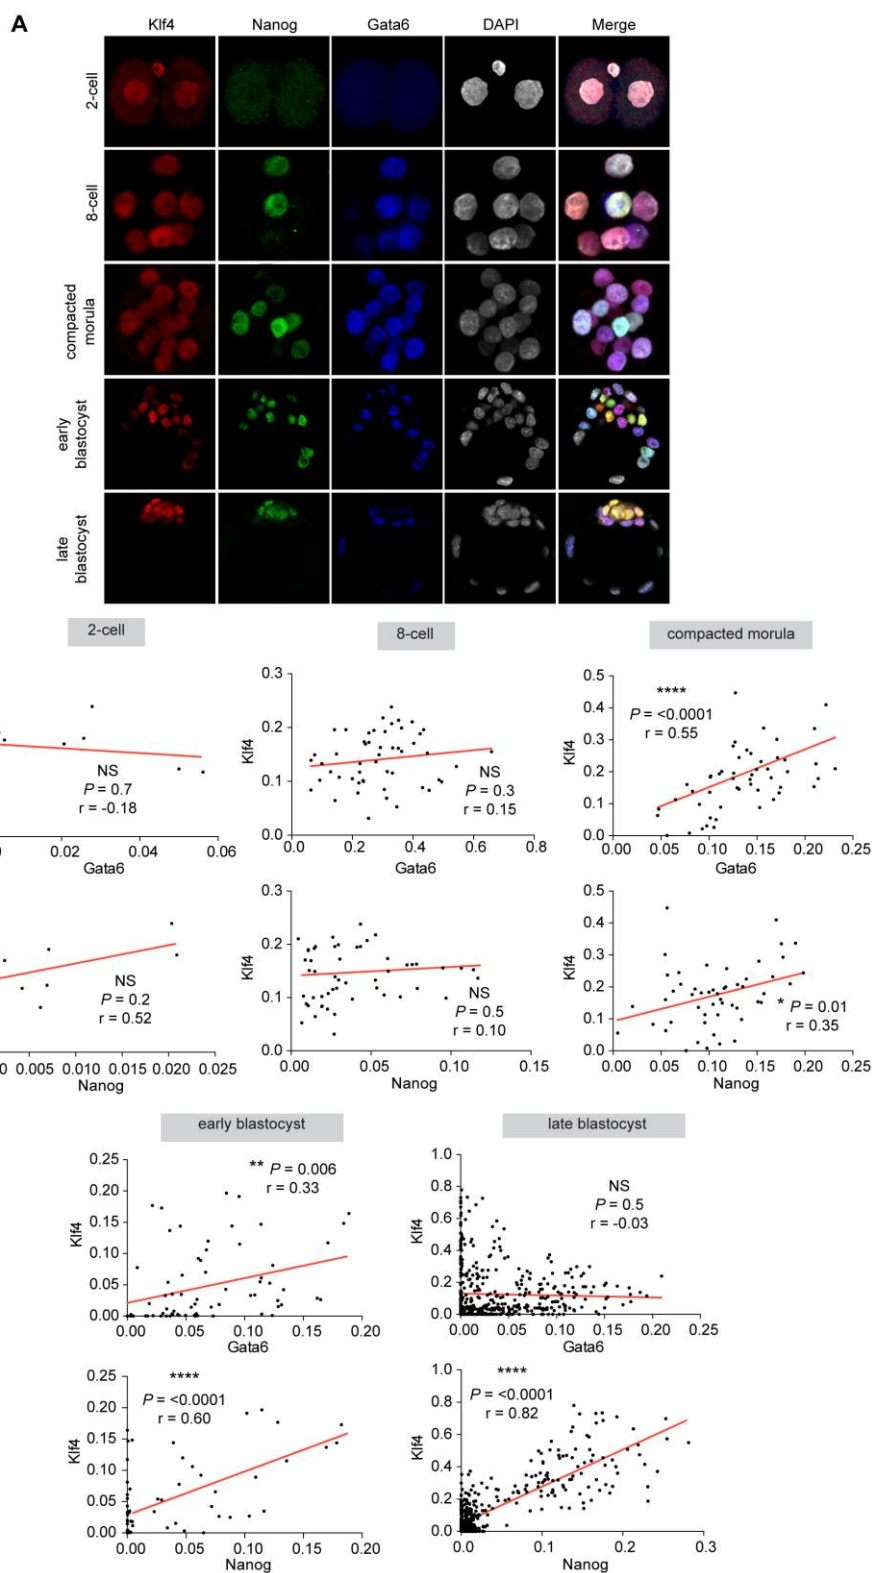 A
Klf4 Nanog Gata6 DAPI Merge
2-cell
8-cell
compacted
morula
early
blastocyst
late
blastocyst
2-cell
8-cell
compacted morula
NS
P = 0.7
r = -0.18
0.02 0.04 0.06
Gata6
Klf4
0.3
0.2
0.1
0.0
NS
P = 0.3
r = 0.15
0.0 0.2 0.4 0.6 0.8
Gata6
Klf4
0.5
0.4
0.3
0.2
0.1
0.0
****
P = <0.0001
r = 0.55
0.00 0.05 0.10 0.15 0.20 0.25
Gata6
NS
P = 0.2
r = 0.52
0 0.005 0.010 0.015 0.020 0.025
Nanog
Klf4
0.3
0.2
0.1
0.0
NS
P = 0.5
r = 0.10
0.00 0.05 0.10 0.15
Nanog
Klf4
0.5
0.4
0.3
0.2
0.1
0.0
* P = 0.01
r = 0.35
0.00 0.05 0.10 0.15 0.20 0.25
Nanog
early blastocyst
late blastocyst
Klf4
0.25
0.20
0.15
0.10
0.05
0.00
** P = 0.006
r = 0.33
0.00 0.05 0.10 0.15 0.20
Gata6
Klf4
1.0
0.8
0.6
0.4
0.2
0.0
NS
P = 0.5
r = -0.03
0.00 0.05 0.10 0.15 0.20 0.25
Gata6
Klf4
0.25
0.20
0.15
0.10
0.05
0.00
****
P = <0.0001
r = 0.60
0.00 0.05 0.10 0.15 0.20
Nanog
Klf4
1.0
0.8
0.6
0.4
0.2
0.0
****
P = <0.0001
r = 0.82
0.0 0.1 0.2 0.3
Nanog